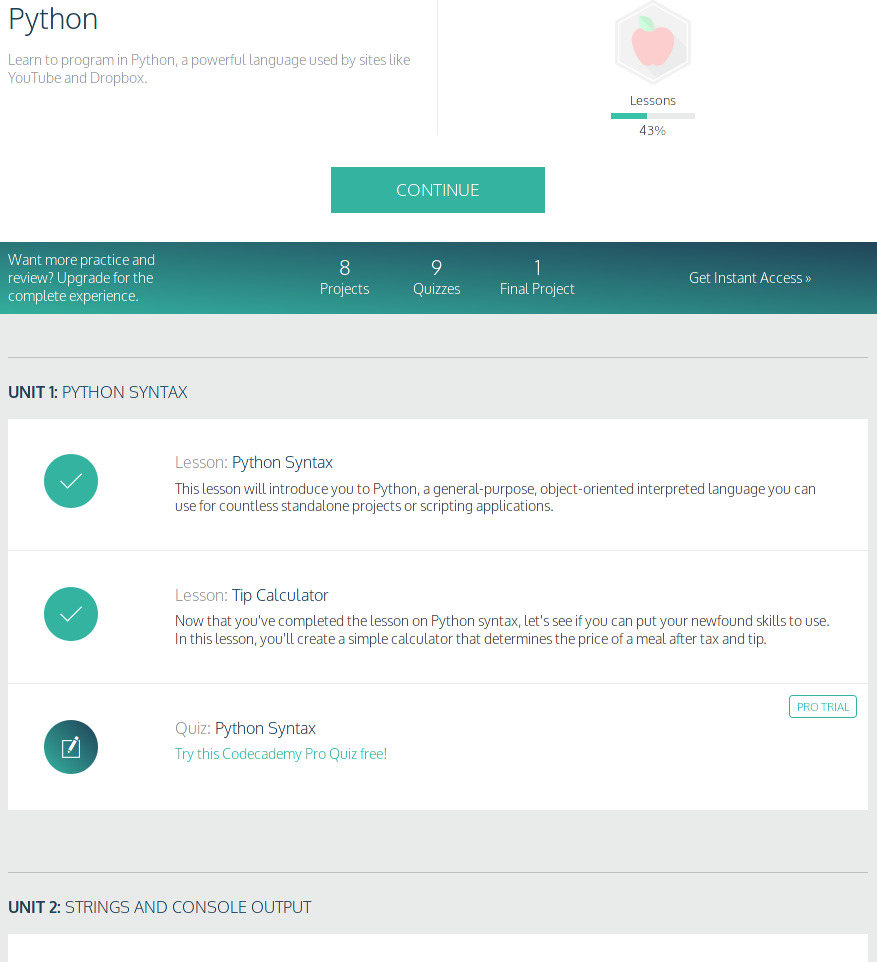 Python
Learn to program in Python, a powerful language used by sites like
YouTube and Dropbox.
Lessons
43%
CONTINUE
Want more practice and
review? Upgrade for the
complete experience.
8
Projects
9
Quizzes
1
Final Project
Get Instant Access »
UNIT 1: PYTHON SYNTAX
Lesson: Python Syntax
This lesson will introduce you to Python, a general-purpose, object-oriented interpreted language you can
use for countless standalone projects or scripting applications.
Lesson: Tip Calculator
Now that you've completed the lesson on Python syntax, let's see if you can put your newfound skills to use.
In this lesson, you'll create a simple calculator that determines the price of a meal after tax and tip.
PRO TRIAL
Quiz: Python Syntax
Try this Codecademy Pro Quiz free!
UNIT 2: STRINGS AND CONSOLE OUTPUT